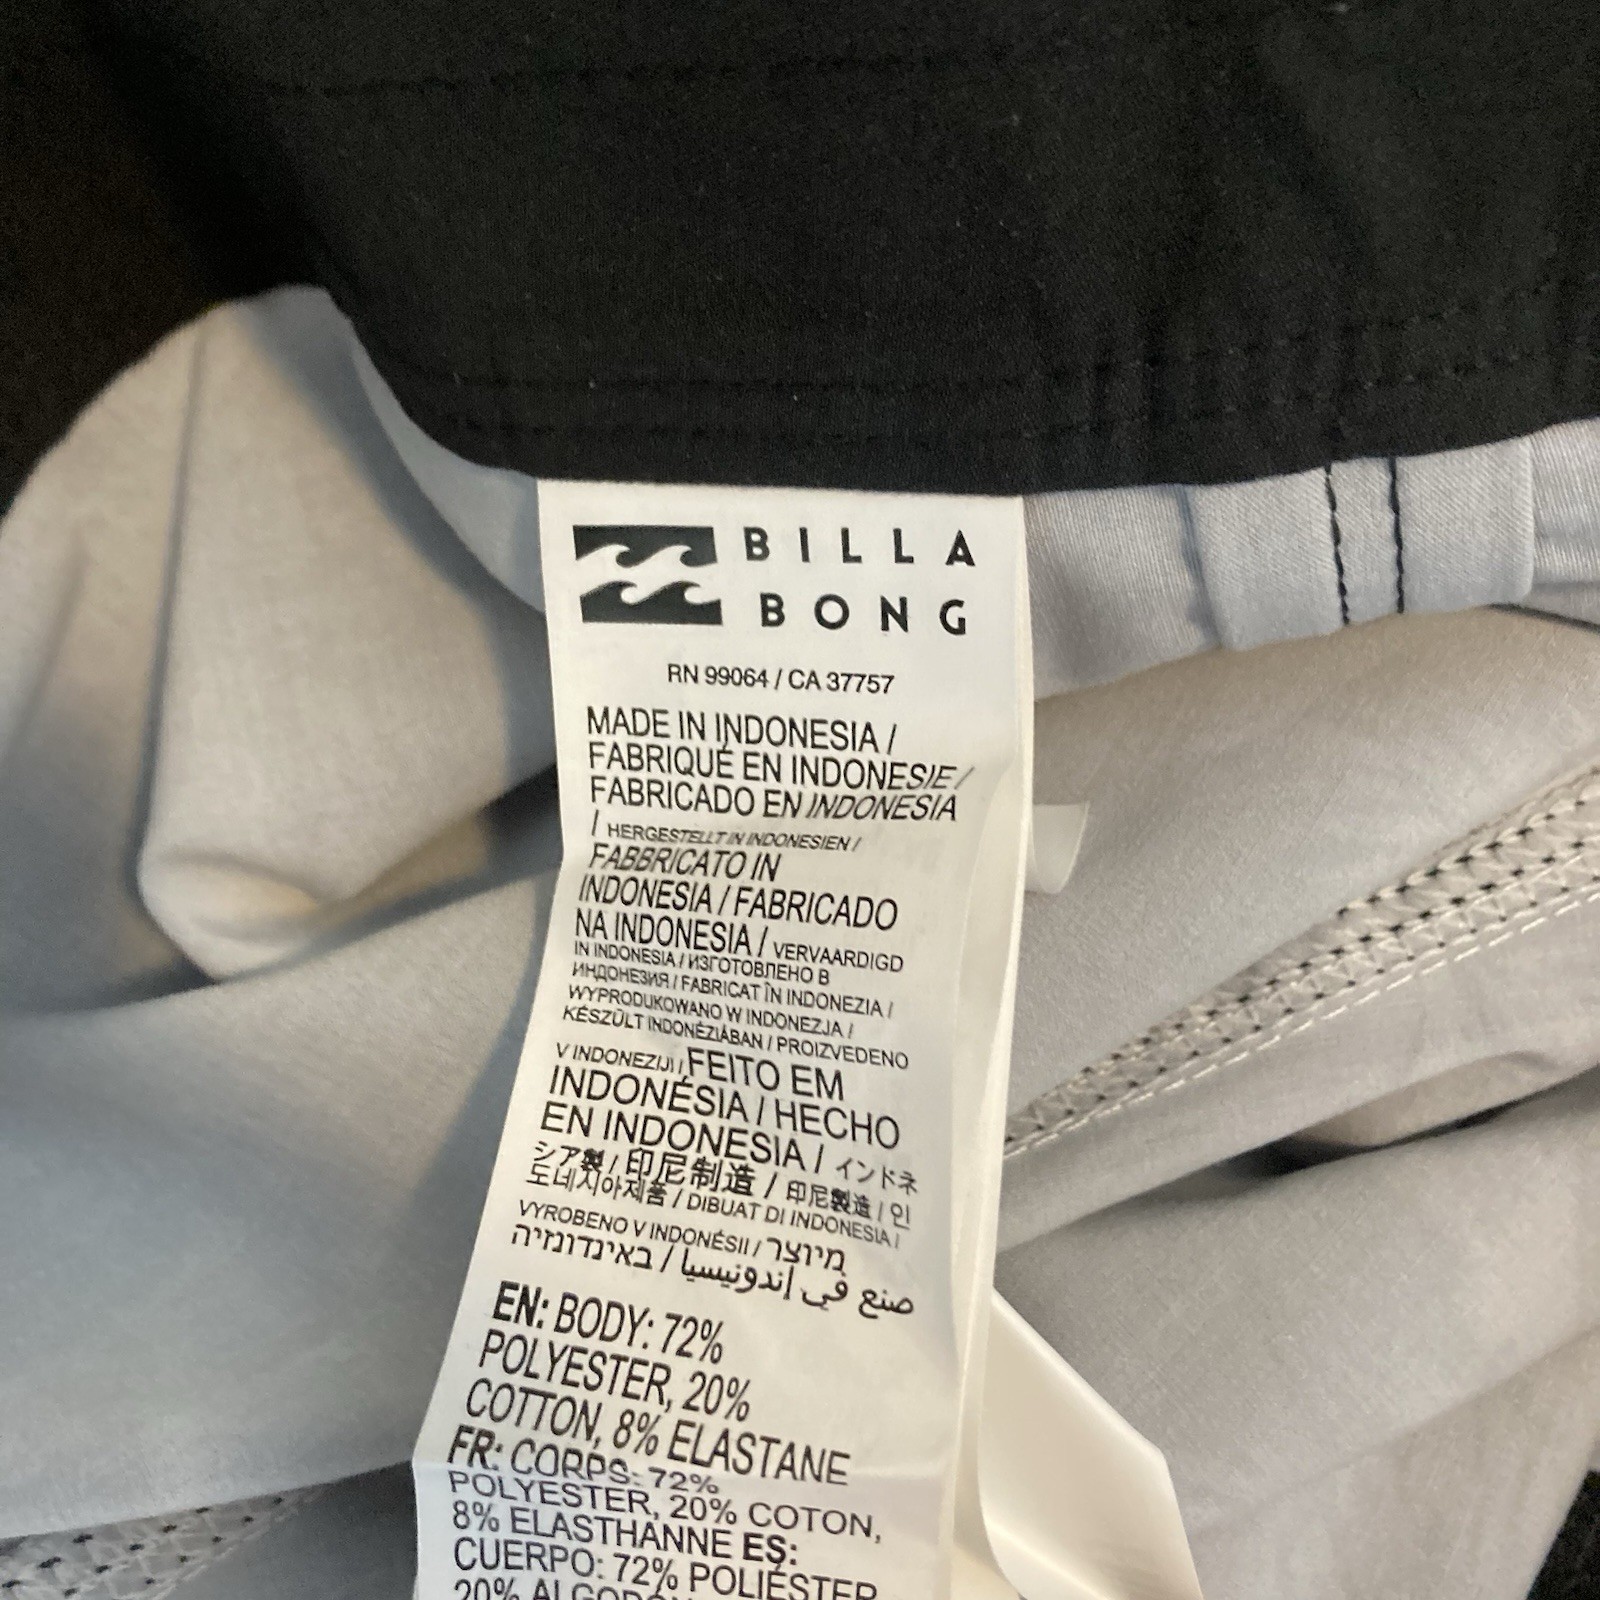 BILLA
BONG
RN 99064 / CA 37757
MADE IN INDONESIA /
FABRIQUÉ EN INDONESIE /
FABRICADO EN INDONESIA
/ HERGESTELLT IN INDONESIEN /
FABBRICATO IN
INDONESIA / FABRICADO
NA INDONESIA / VERVAARDIGD
IN INDONESIA / ИЗГОТОВЛЕНО В
ИНДОНЕЗИЯ / FABRICAT ÎN INDONEZIA /
WYPRODUKOWANO W INDONEZJA /
KÉSZÜLT INDONÉZIÁBAN / PROIZVEDENO
V INDONEZIJI / FEITO EM
INDONÉSIA / HECHO
EN INDONESIA / インドネ
シア製 / 印尼制造 / 印尼製造 / 인
도네시아제품 / DIBUAT DI INDONESIA /
VYROBENO V INDONÉSII / מיוצר
באינדונזיה / صنع في إندونيسيا
EN: BODY: 72%
POLYESTER, 20%
COTTON, 8% ELASTANE
FR: CORPS: 72%
POLYESTER, 20% COTON,
8% ELASTHANNE ES:
CUERPO: 72% POLIÉSTER
20%